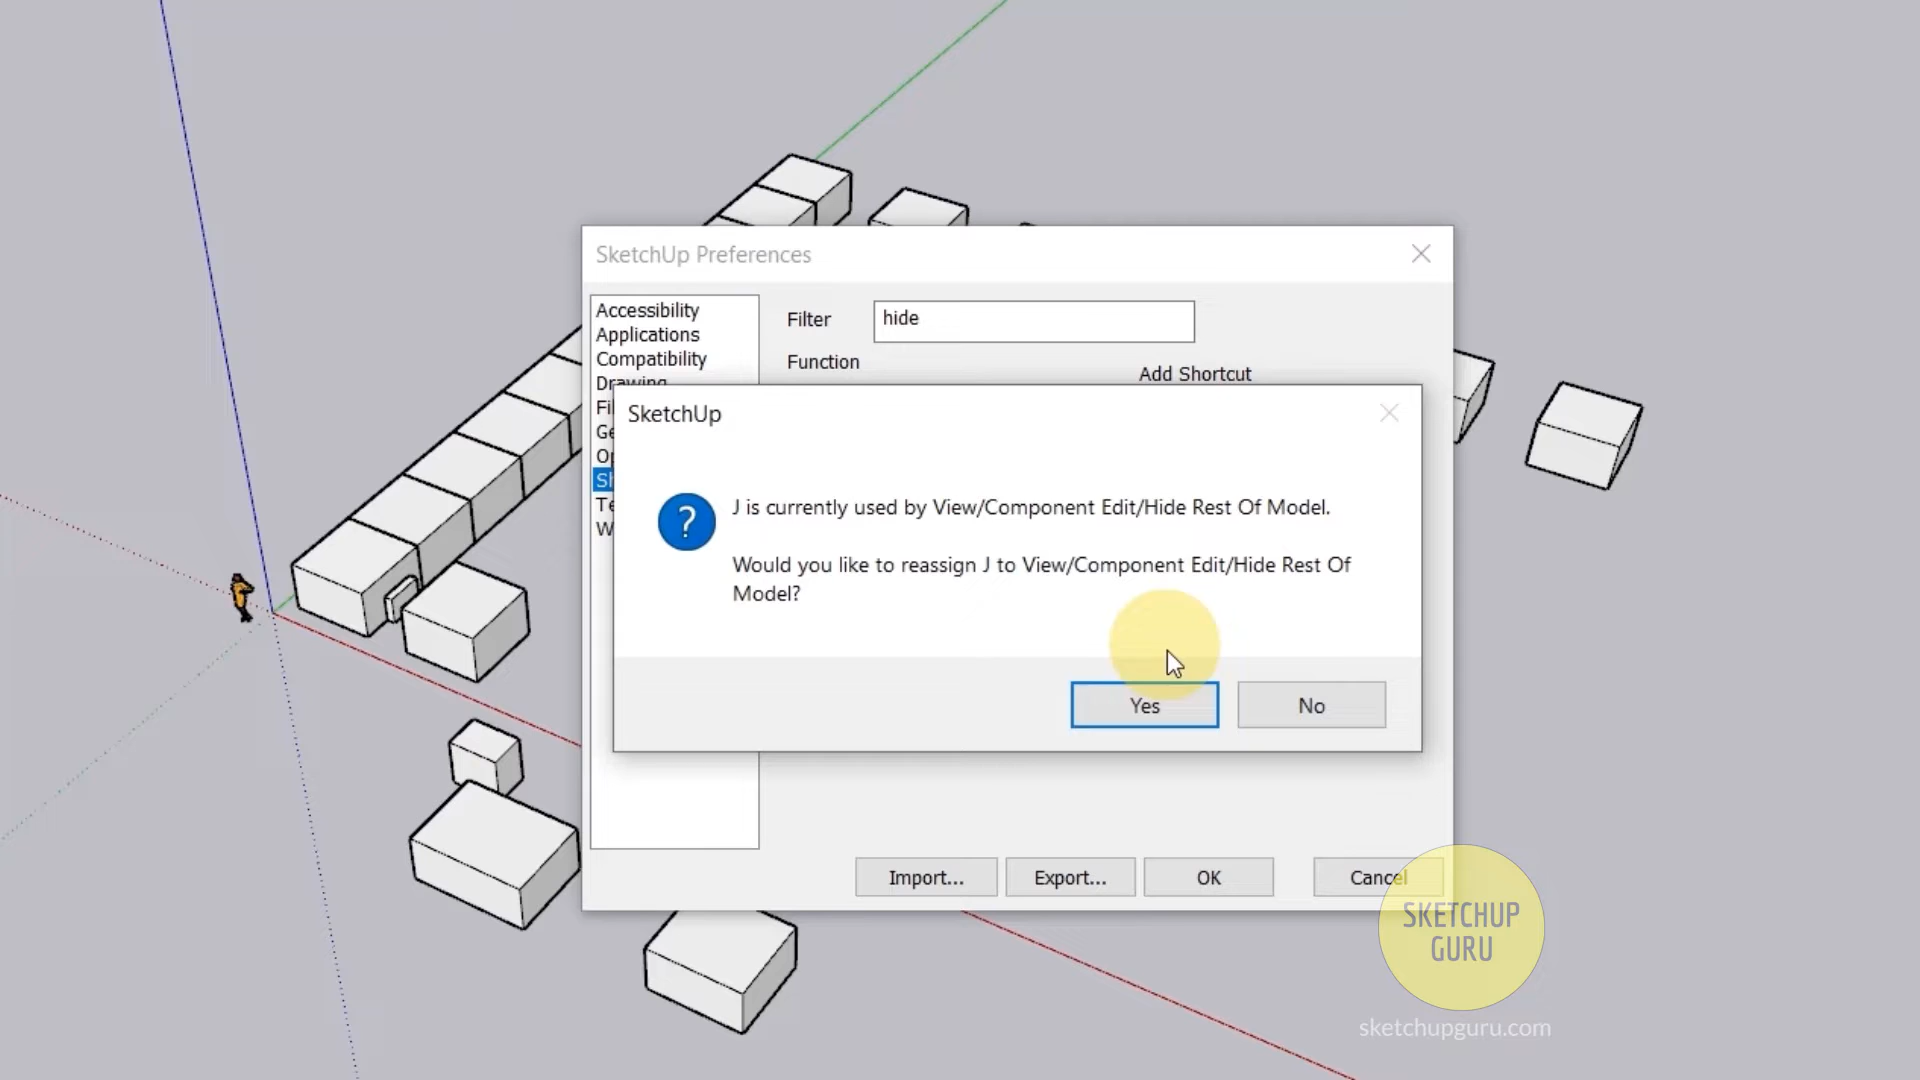 SketchUp Preferences
Accessibility
Applications
Compatibility
Drawing
Filter
hide
Function
Add Shortcut
SketchUp
J is currently used by View/Component Edit/Hide Rest Of Model.
Would you like to reassign J to View/Component Edit/Hide Rest Of
Model?
Yes
No
Import...
Export...
OK
Cancel
SKETCHUP
GURU
sketchupguru.com